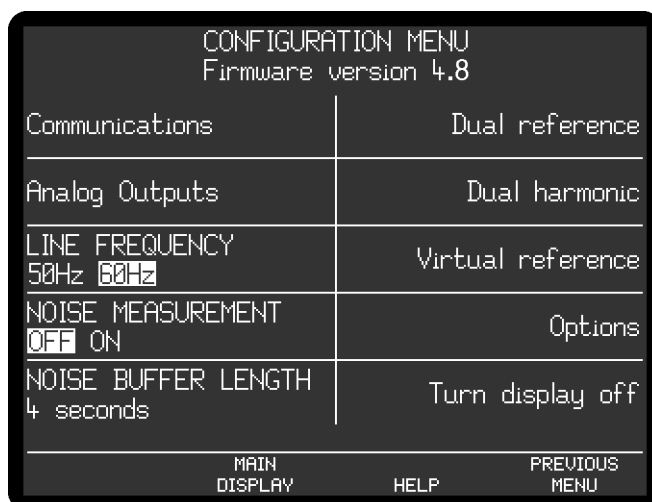 CONFIGURATION MENU
Firmware version 4.8
Communications
Dual reference
Analog Outputs
Dual harmonic
LINE FREQUENCY
50Hz 60Hz
Virtual reference
NOISE MEASUREMENT
OFF ON
Options
NOISE BUFFER LENGTH
4 seconds
Turn display off
MAIN
DISPLAY
HELP
PREVIOUS
MENU